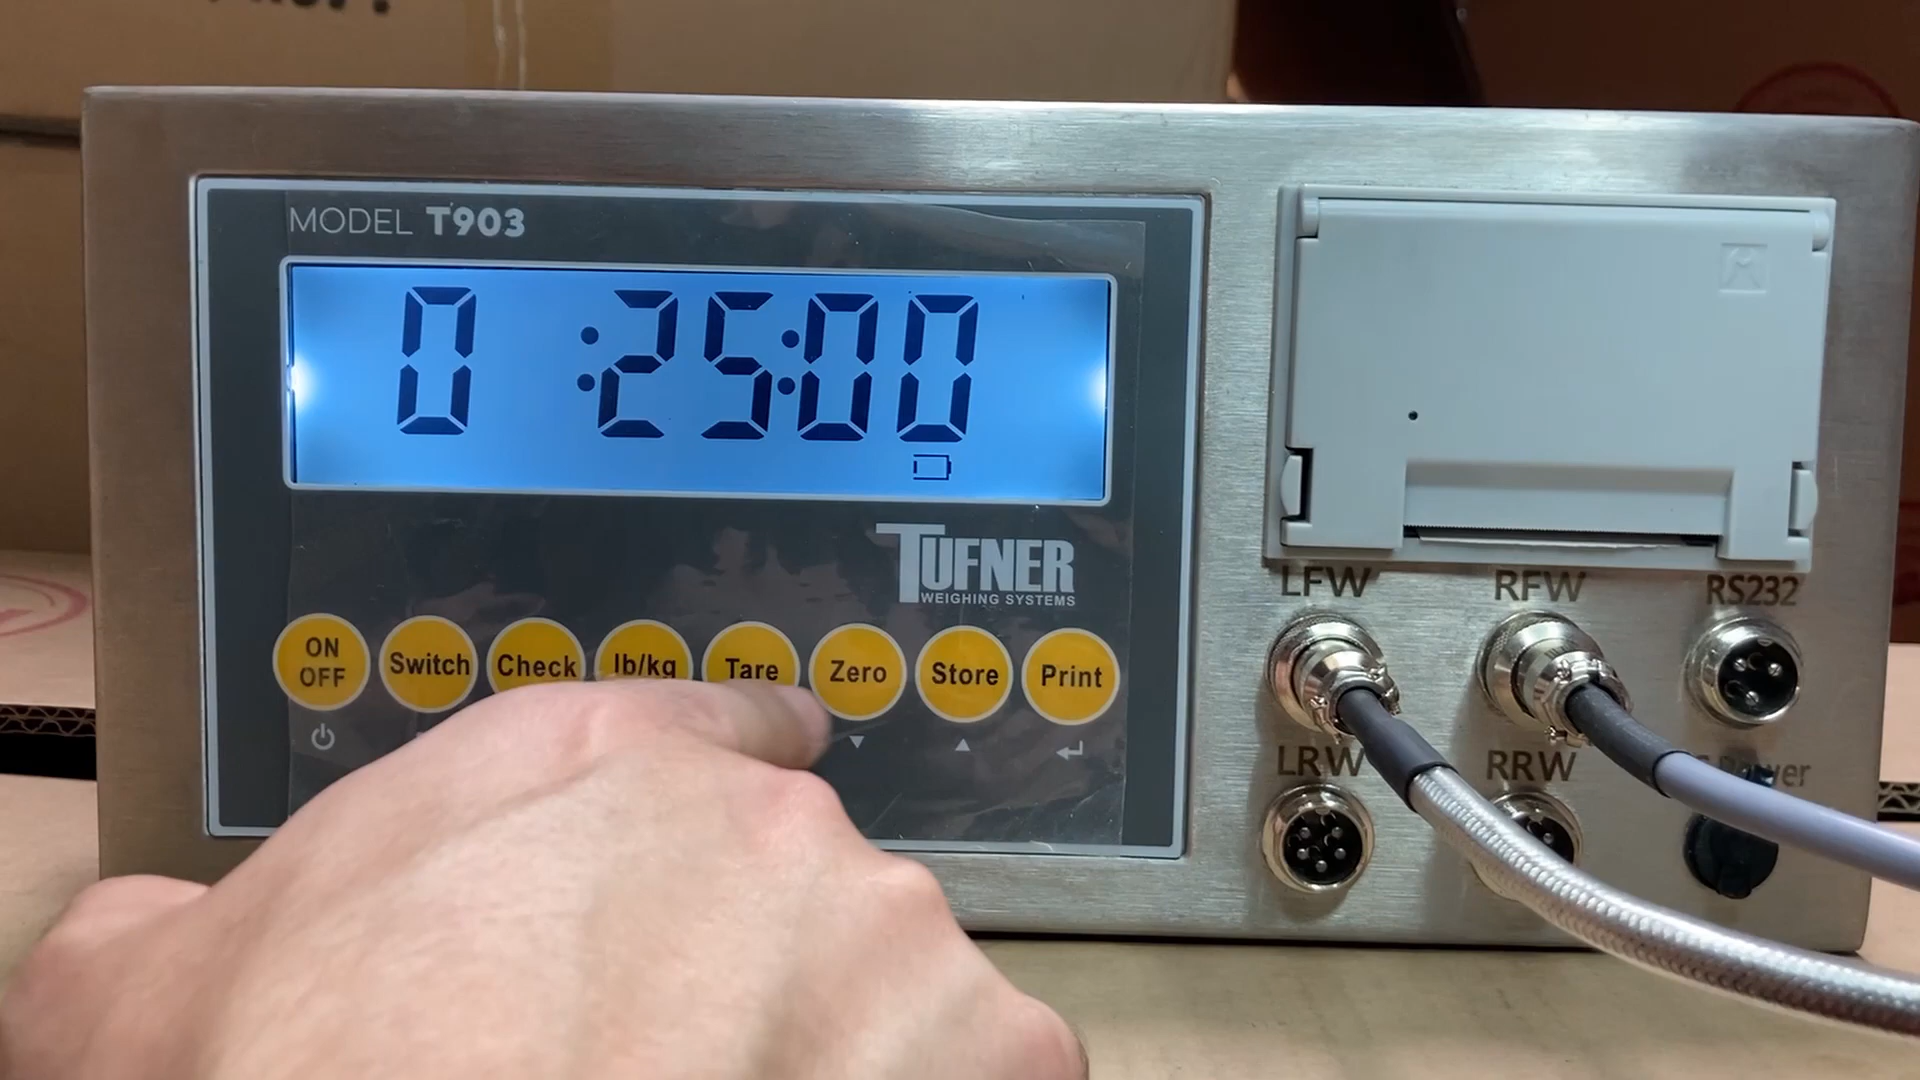 MODEL T903
0 :25:00
TUFNER
WEIGHING SYSTEMS
ON
OFF
Switch
Check
lb/kg
Tare
Zero
Store
Print
LFW
RFW
RS232
LRW
RRW